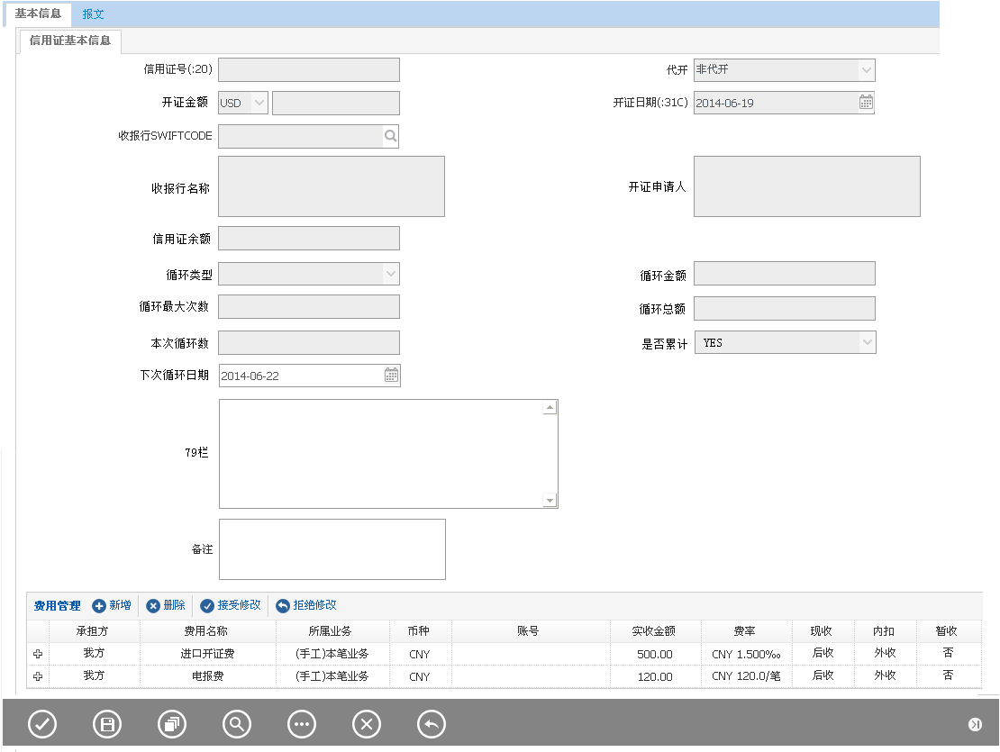 基本信息 报文
信用证基本信息
信用证号(:20) 代开 非代开
开证金额 USD 开证日期(:31C) 2014-06-19
收报行SWIFTCODE
收报行名称 开证申请人
信用证余额
循环类型 循环金额
循环最大次数 循环总额
本次循环数 是否累计 YES
下次循环日期 2014-06-22
79栏
备注
费用管理 新增 删除 接受修改 拒绝修改
承担方 费用名称 所属业务 币种 账号 实收金额 费率 现收 内扣 暂收
我方 进口开证费 (手工)本笔业务 CNY 500.00 CNY 1.500‰ 后收 外收 否
我方 电报费 (手工)本笔业务 CNY 120.00 CNY 120.0/笔 后收 外收 否